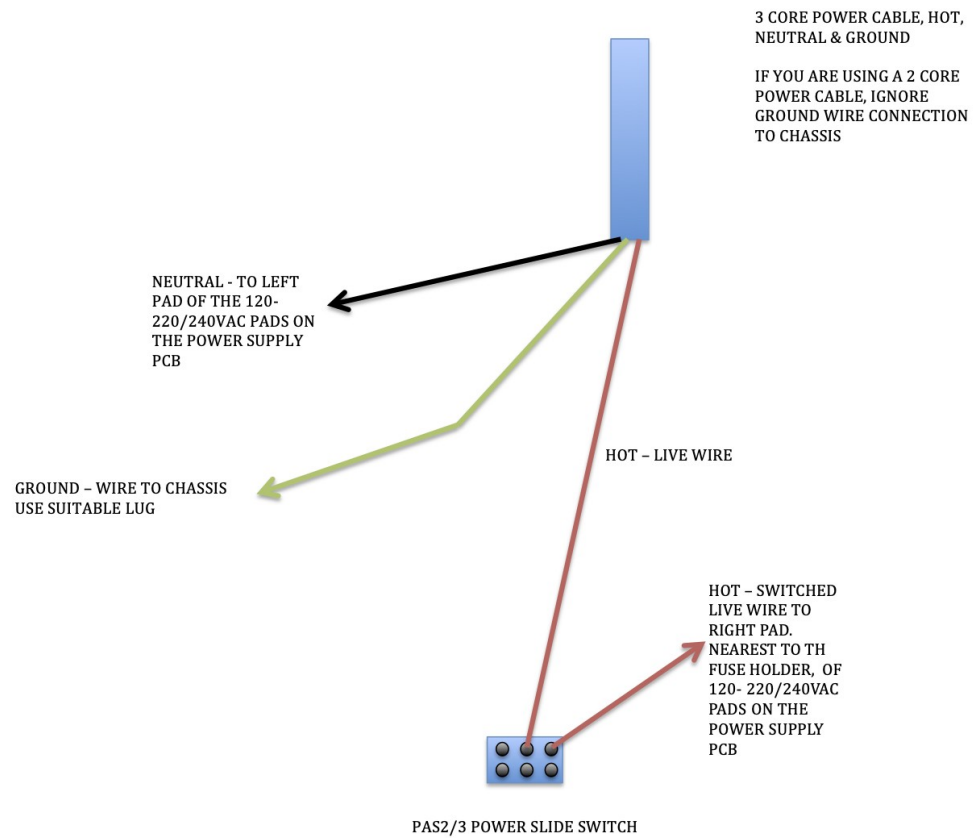 3 CORE POWER CABLE, HOT,
NEUTRAL & GROUND
IF YOU ARE USING A 2 CORE
POWER CABLE, IGNORE
GROUND WIRE CONNECTION
TO CHASSIS
NEUTRAL - TO LEFT
PAD OF THE 120-
220/240VAC PADS ON
THE POWER SUPPLY
PCB
HOT – LIVE WIRE
GROUND – WIRE TO CHASSIS
USE SUITABLE LUG
HOT – SWITCHED
LIVE WIRE TO
RIGHT PAD.
NEAREST TO TH
FUSE HOLDER,  OF
120- 220/240VAC
PADS ON THE
POWER SUPPLY
PCB
PAS2/3 POWER SLIDE SWITCH